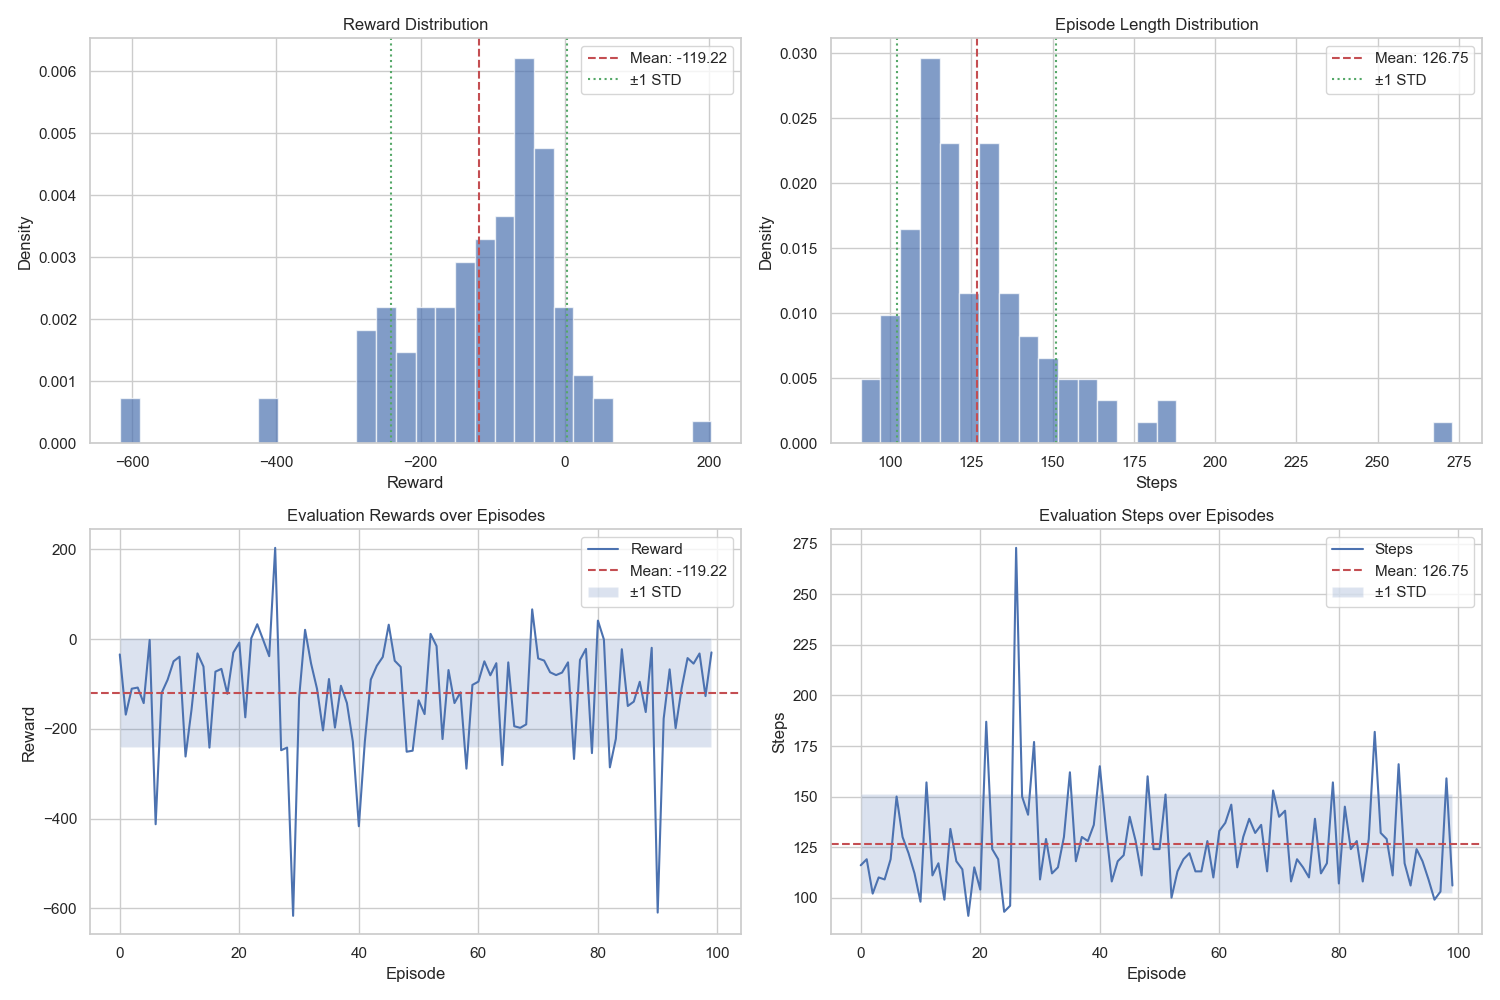 Reward Distribution
Mean: -119.22
±1 STD
0.006
0.005
0.004
0.003
0.002
0.001
0.000
Density
−600
−400
−200
0
200
Reward
Episode Length Distribution
Mean: 126.75
±1 STD
0.030
0.025
0.020
0.015
0.010
0.005
0.000
Density
100
125
150
175
200
225
250
275
Steps
Evaluation Rewards over Episodes
Reward
Mean: -119.22
±1 STD
200
0
−200
−400
−600
Reward
0
20
40
60
80
100
Episode
Evaluation Steps over Episodes
Steps
Mean: 126.75
±1 STD
275
250
225
200
175
150
125
100
Steps
0
20
40
60
80
100
Episode